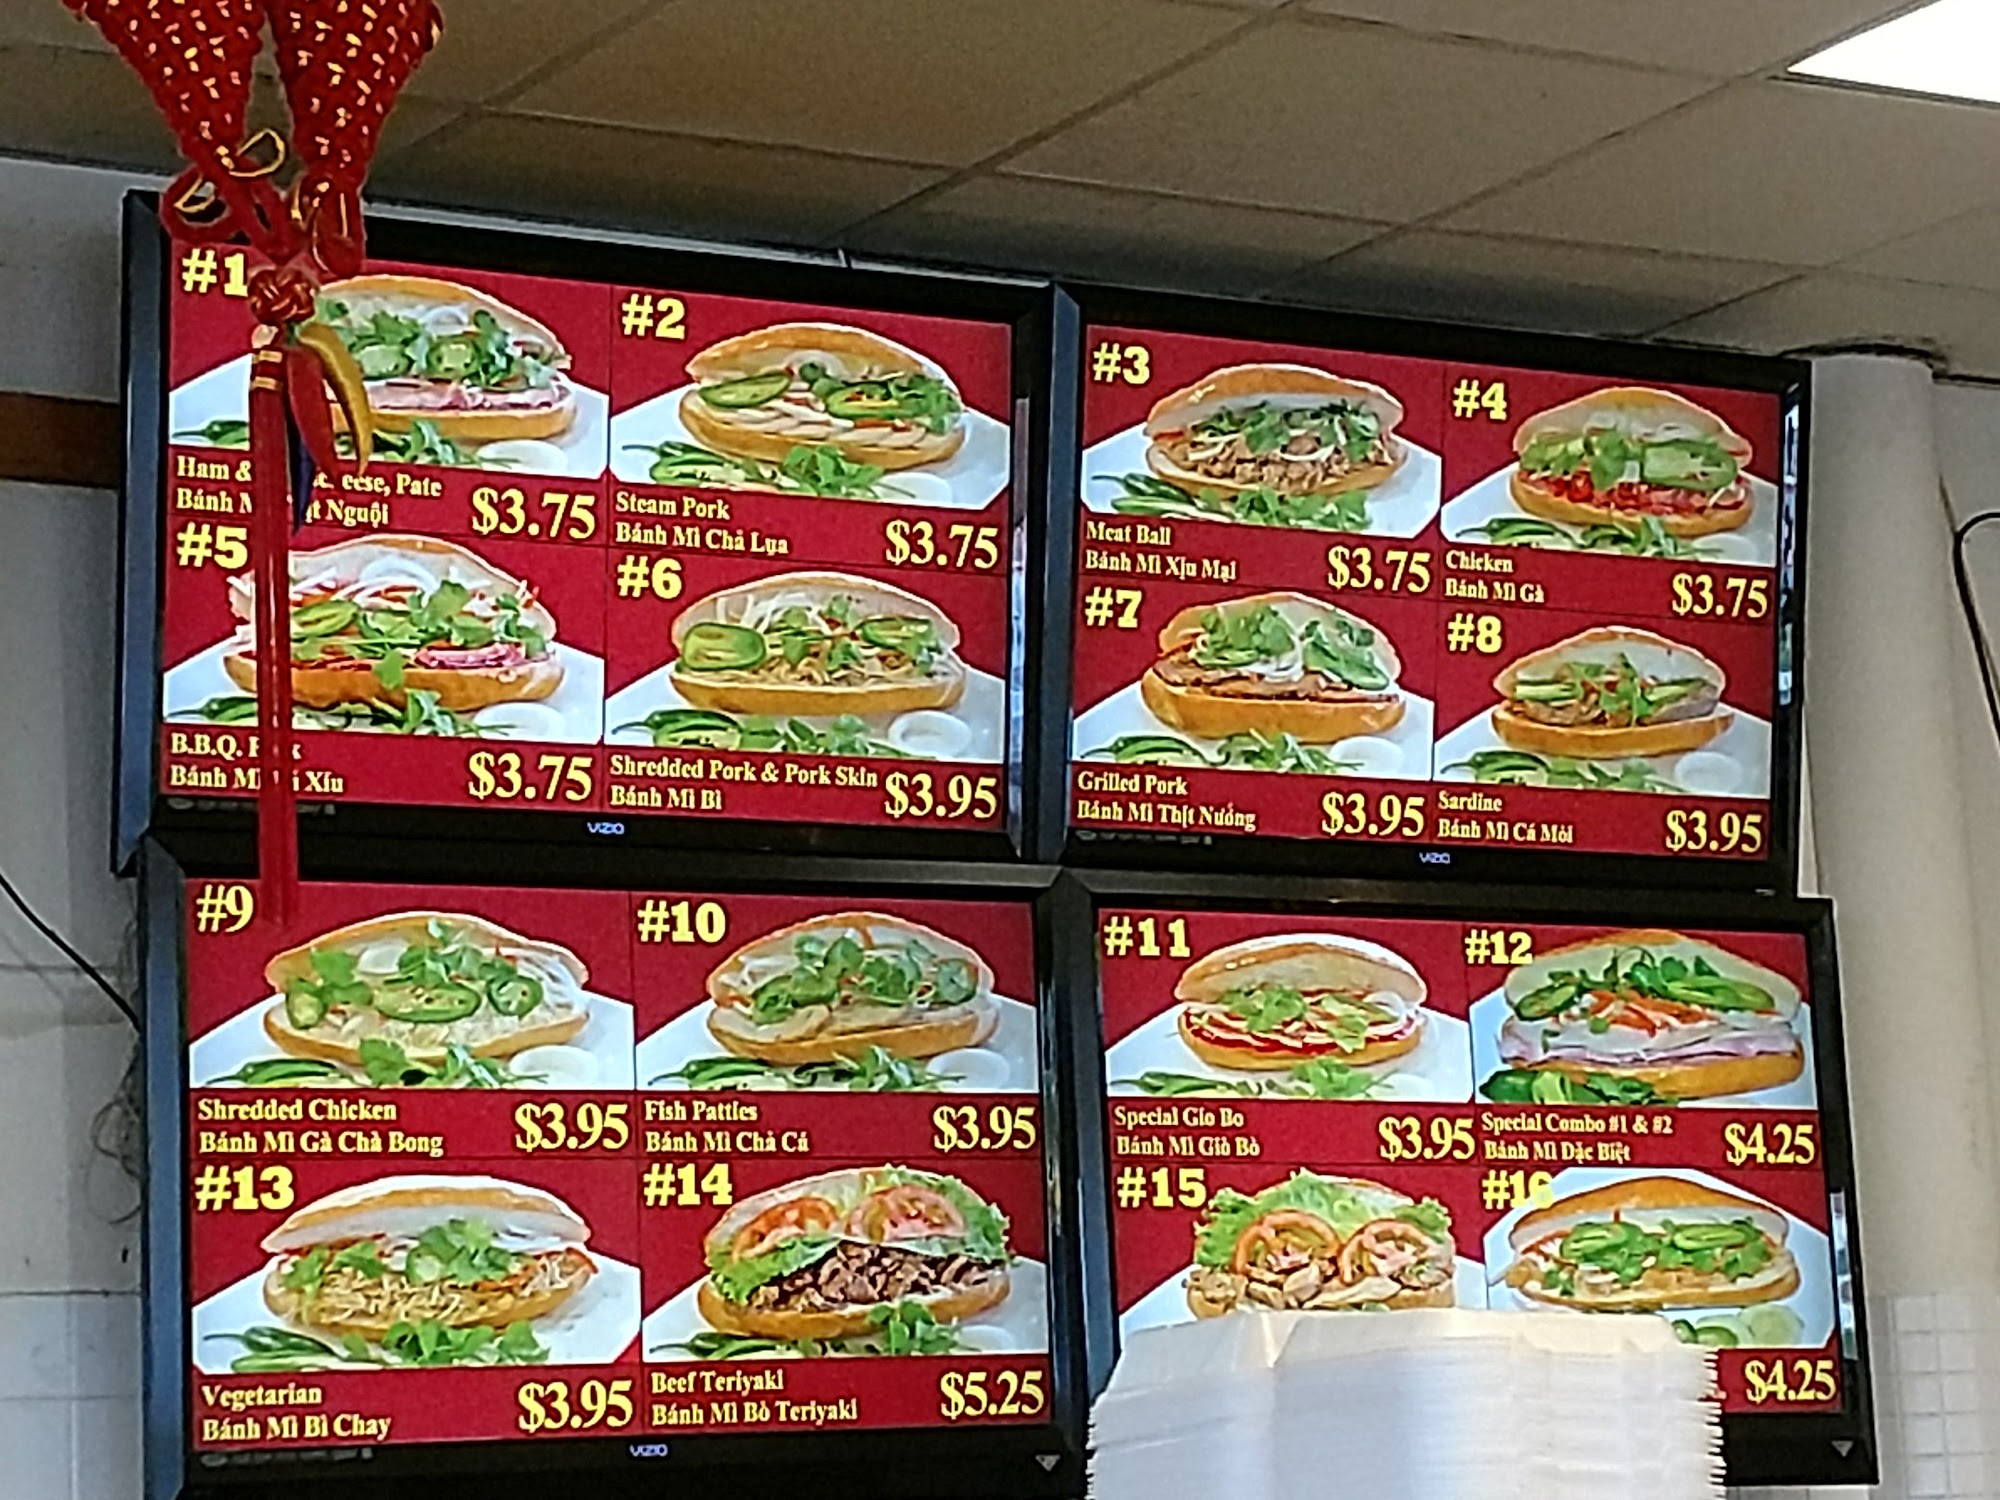 #1
Ham &
eese, Pate
Bánh M
t Nguội
$3.75
#2
Steam Pork
Bánh Mì Chả Lụa
$3.75
#3
Meat Ball
Bánh Mì Xịu Mại
$3.75
#4
Chicken
Bánh Mì Gà
$3.75
#5
B.B.Q.
Bánh M
Xíu
$3.75
#6
Shredded Pork & Pork Skin
Bánh Mì Bì
$3.95
#7
Grilled Pork
Bánh Mì Thịt Nướng
$3.95
#8
Sardine
Bánh Mì Cá Mòi
$3.95
VIZIO
VIZIO
#9
Shredded Chicken
Bánh Mì Gà Chà Bong
$3.95
#10
Fish Patties
Bánh Mì Chả Cá
$3.95
#11
Special Gio Bo
Bánh Mì Giò Bò
$3.95
#12
Special Combo #1 & #2
Bánh Mì Đặc Biệt
$4.25
#13
Vegetarian
Bánh Mì Bì Chay
$3.95
#14
Beef Teriyaki
Bánh Mì Bò Teriyaki
$5.25
#15
#16
$4.25
VIZIO